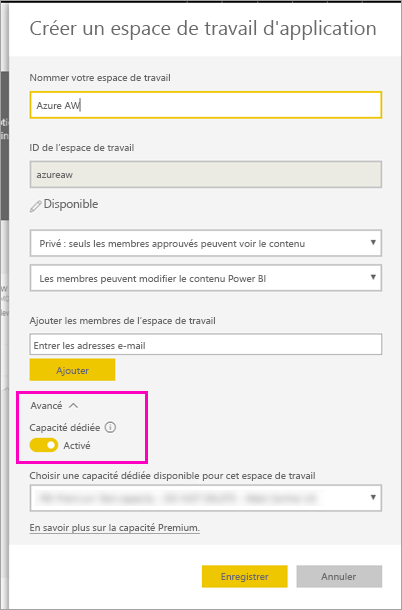 Créer un espace de travail d'application
Nommer votre espace de travail
Azure AW
ID de l'espace de travail
azureaw
Disponible
Privé : seuls les membres approuvés peuvent voir le contenu
Les membres peuvent modifier le contenu Power BI
Ajouter les membres de l'espace de travail
Entrer les adresses e-mail
Ajouter
Avancé
Capacité dédiée
Activé
Choisir une capacité dédiée disponible pour cet espace de travail
En savoir plus sur la capacité Premium.
Enregistrer
Annuler